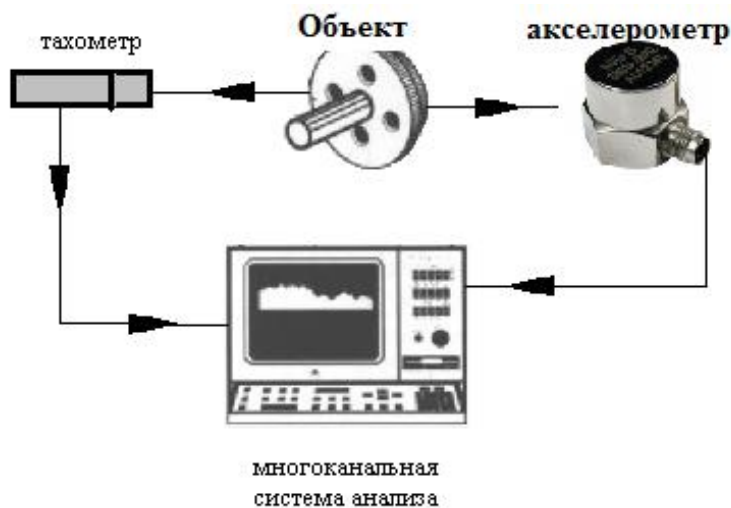 тахометр
Объект
акселерометр
многоканальная
система анализа